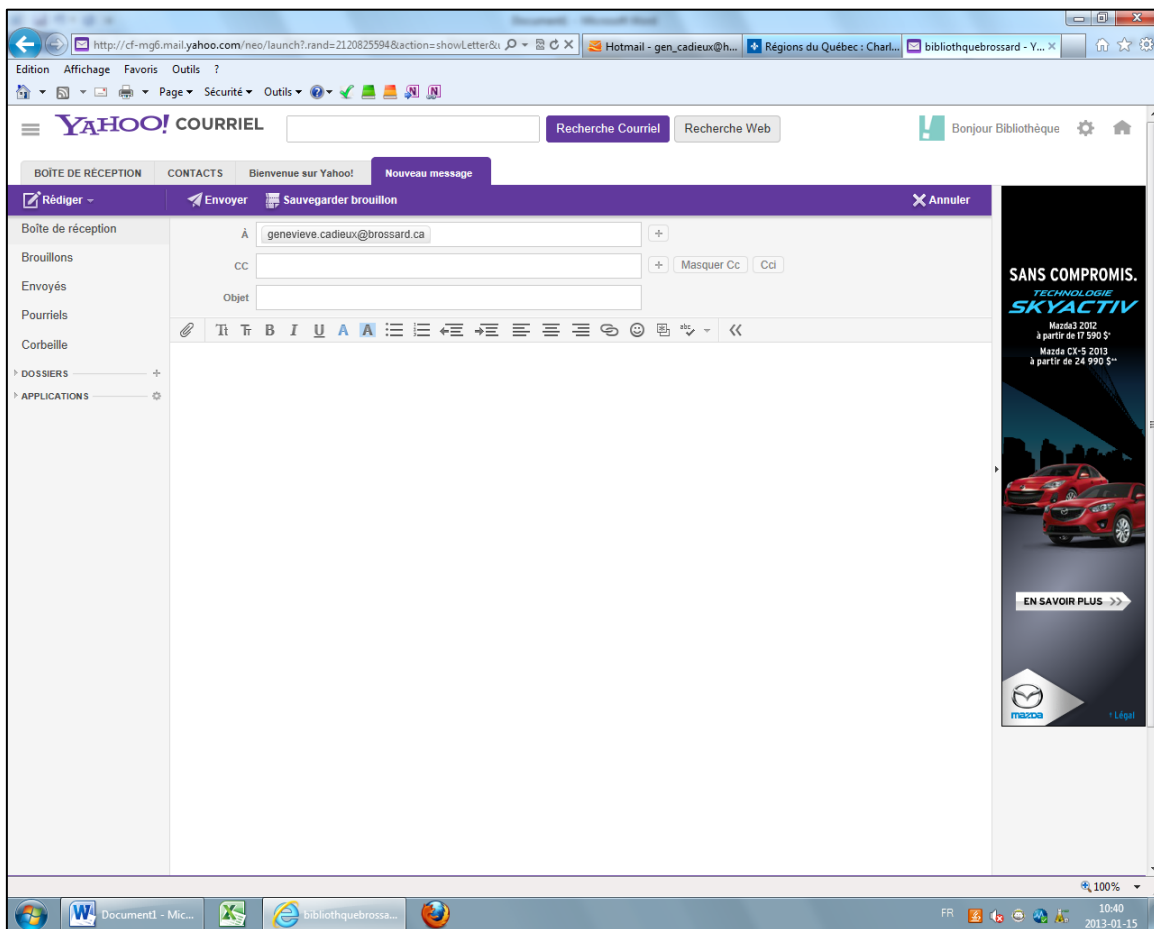 Document1 - Microsoft Word
http://cf-mg6.mail.yahoo.com/neo/launch?.rand=2120825594&action=showLetter&
Hotmail - gen_cadieux@h...
Régions du Québec : Charl...
bibliothquebrossard - Y...
Edition Affichage Favoris Outils ?
Page Sécurité Outils
YAHOO! COURRIEL
Recherche Courriel
Recherche Web
Bonjour Bibliothèque
BOÎTE DE RÉCEPTION CONTACTS Bienvenue sur Yahoo! Nouveau message
Rédiger
Envoyer
Sauvegarder brouillon
Annuler
Boîte de réception
Brouillons
Envoyés
Pourriels
Corbeille
DOSSIERS
APPLICATIONS
À genevieve.cadieux@brossard.ca
CC
Masquer Cc
Cci
Objet
SANS COMPROMIS.
TECHNOLOGIE
SKYACTIV
Mazda3 2012
à partir de 17 590 $*
Mazda CX-5 2013
à partir de 24 990 $**
EN SAVOIR PLUS >>
mazda
* Légal
100%
Document1 - Mic...
bibliothquebrossa...
FR
10:40
2013-01-15